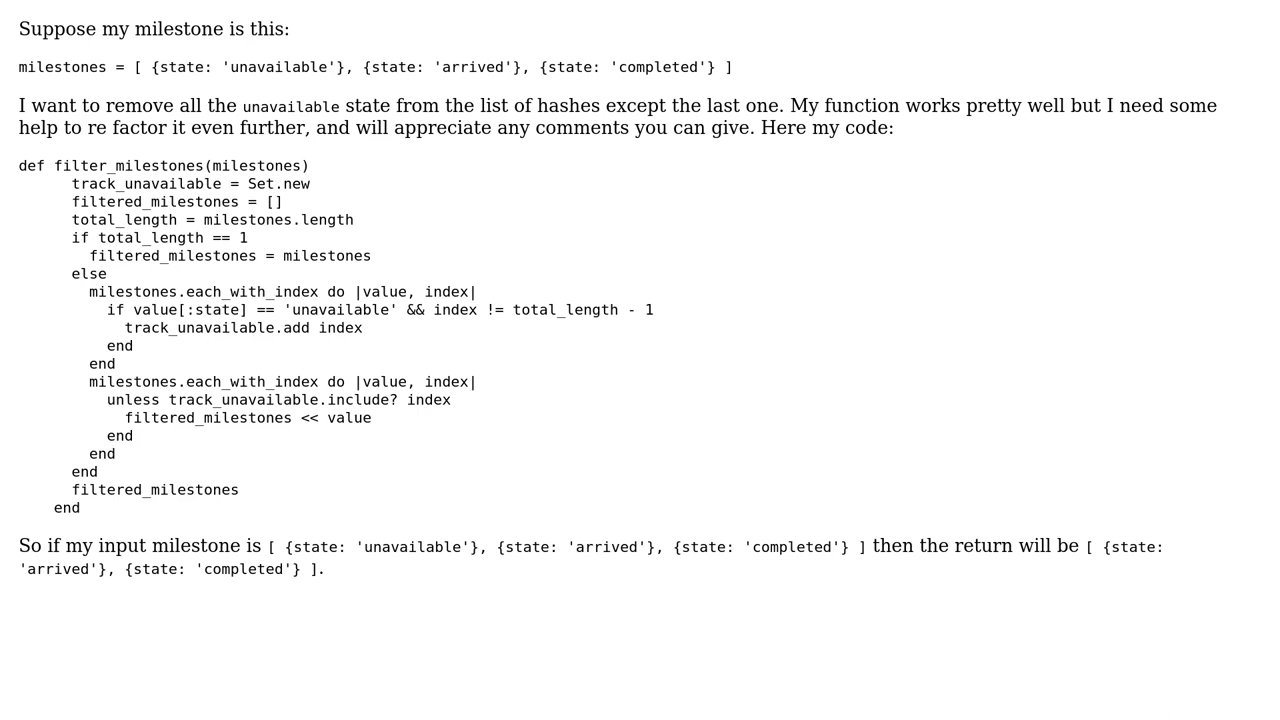 Suppose my milestone is this:
milestones = [ {state: 'unavailable'}, {state: 'arrived'}, {state: 'completed'} ]
I want to remove all the unavailable state from the list of hashes except the last one. My function works pretty well but I need some
help to re factor it even further, and will appreciate any comments you can give. Here my code:
def filter_milestones(milestones)
      track_unavailable = Set.new
      filtered_milestones = []
      total_length = milestones.length
      if total_length == 1
        filtered_milestones = milestones
      else
        milestones.each_with_index do |value, index|
          if value[:state] == 'unavailable' && index != total_length - 1
            track_unavailable.add index
          end
        end
        milestones.each_with_index do |value, index|
          unless track_unavailable.include? index
            filtered_milestones << value
          end
        end
      end
      filtered_milestones
    end
So if my input milestone is [ {state: 'unavailable'}, {state: 'arrived'}, {state: 'completed'} ] then the return will be [ {state:
'arrived'}, {state: 'completed'} ].